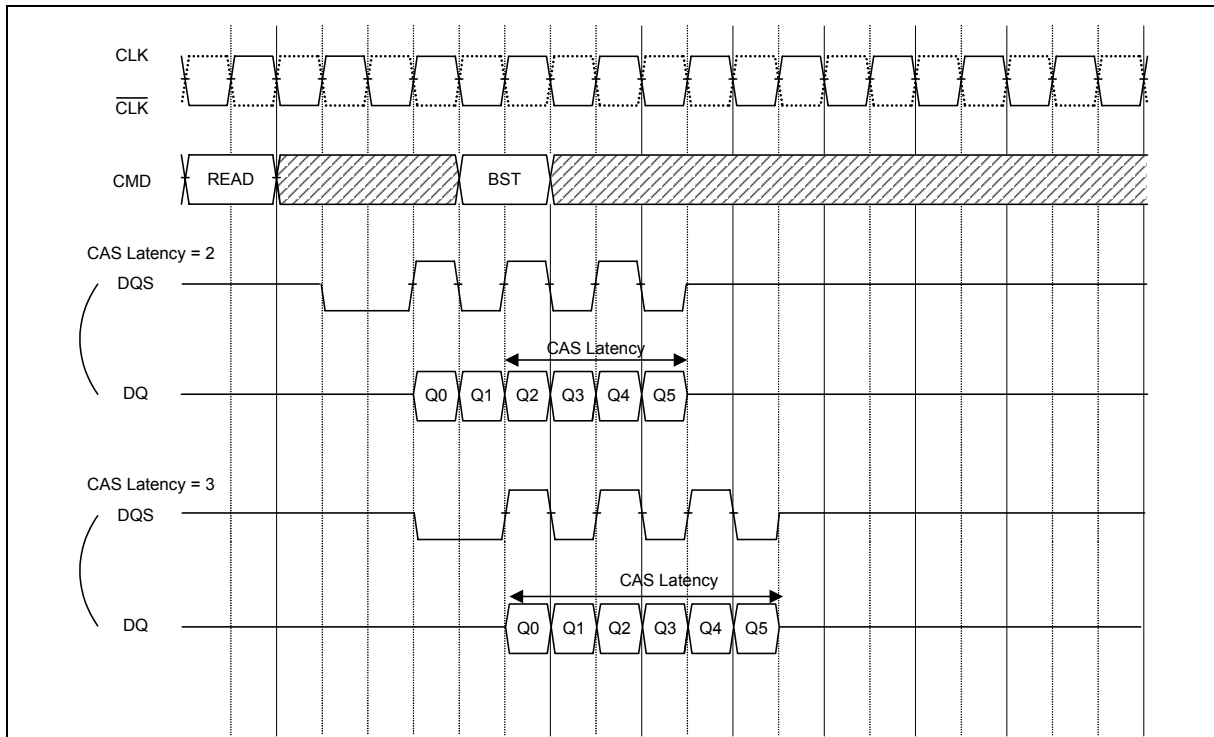 CLK
C̅L̅K̅
CMD READ BST
CAS Latency = 2
DQS
CAS Latency
DQ Q0 Q1 Q2 Q3 Q4 Q5
CAS Latency = 3
DQS
CAS Latency
DQ Q0 Q1 Q2 Q3 Q4 Q5